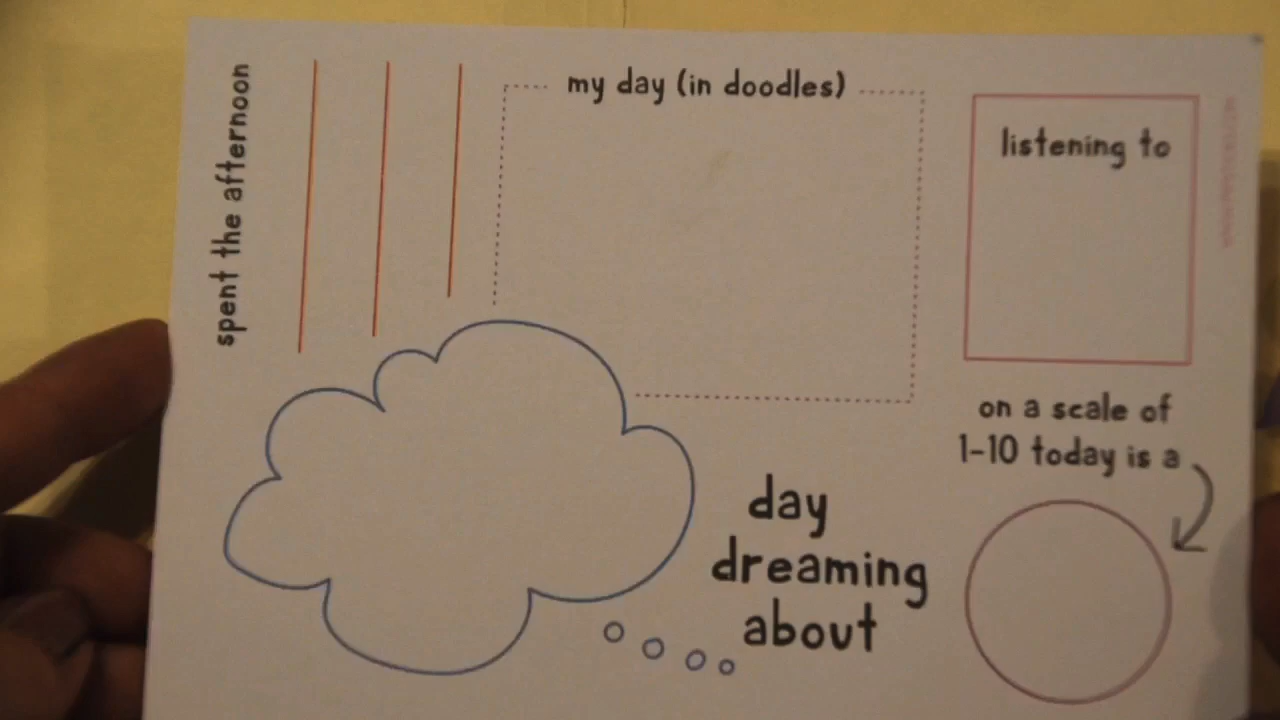 spent the afternoon
my day (in doodles)
listening to
on a scale of
1-10 today is a
day
dreaming
about